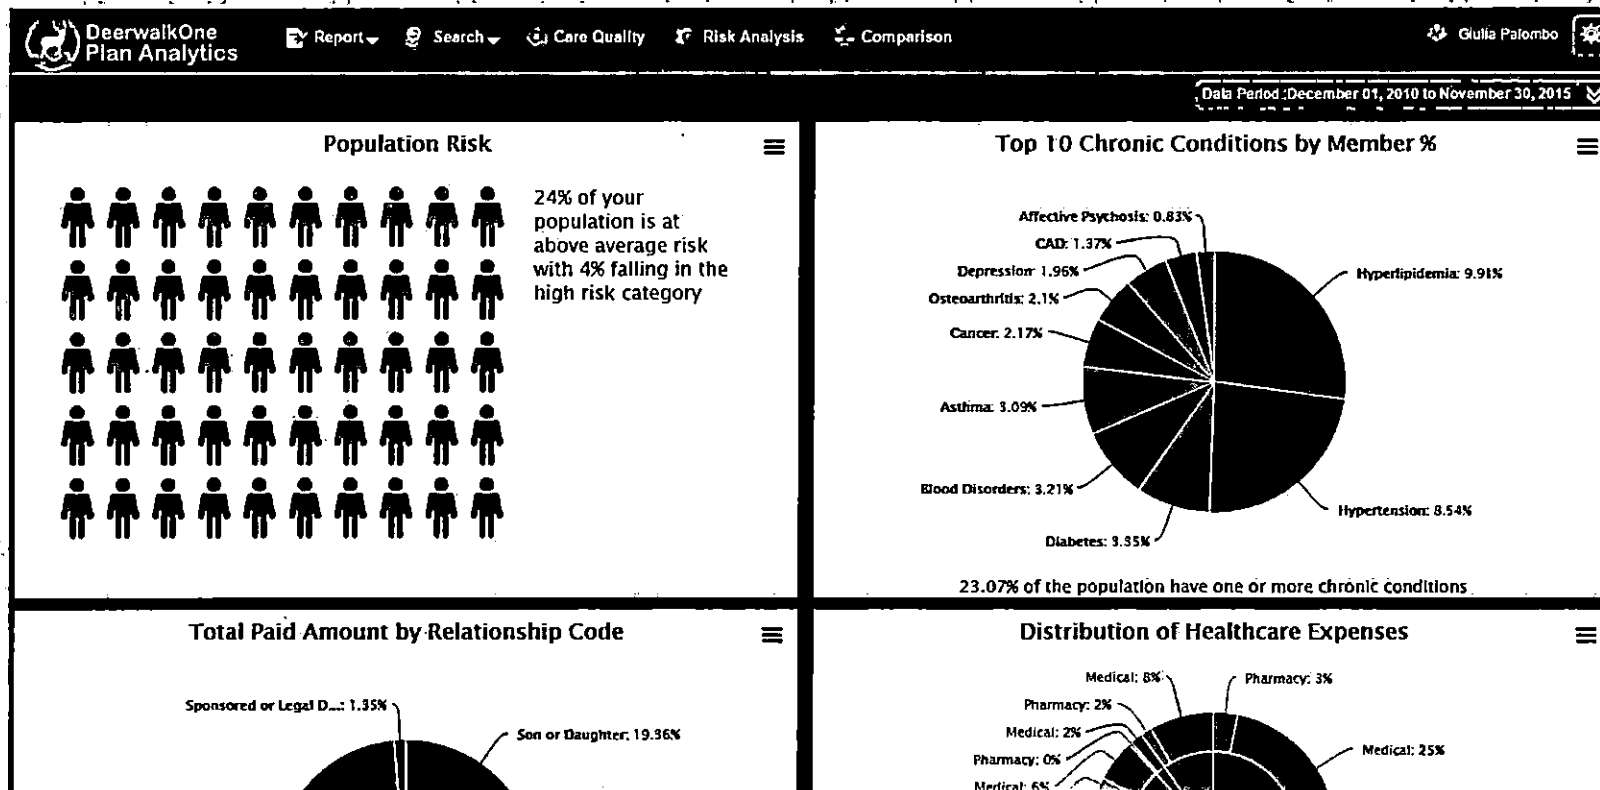 DeerwalkOne
Plan Analytics
Report
Search
Care Quality
Risk Analysis
Comparison
Giulia Palombo
Data Period :December 01, 2010 to November 30, 2015
Population Risk
24% of your
population is at
above average risk
with 4% falling in the
high risk category
Top 10 Chronic Conditions by Member %
Affective Psychosis: 0.83%
CAD: 1.37%
Depression: 1.96%
Osteoarthritis: 2.1%
Cancer: 2.17%
Asthma: 3.09%
Blood Disorders: 3.21%
Diabetes: 3.35%
Hyperlipidemia: 9.91%
Hypertension: 8.54%
23.07% of the population have one or more chronic conditions
Total Paid Amount by Relationship Code
Sponsored or Legal D...: 1.35%
Son or Daughter: 19.36%
Distribution of Healthcare Expenses
Medical: 8%
Pharmacy: 3%
Pharmacy: 2%
Medical: 2%
Pharmacy: 0%
Medical: 6%
Medical: 25%